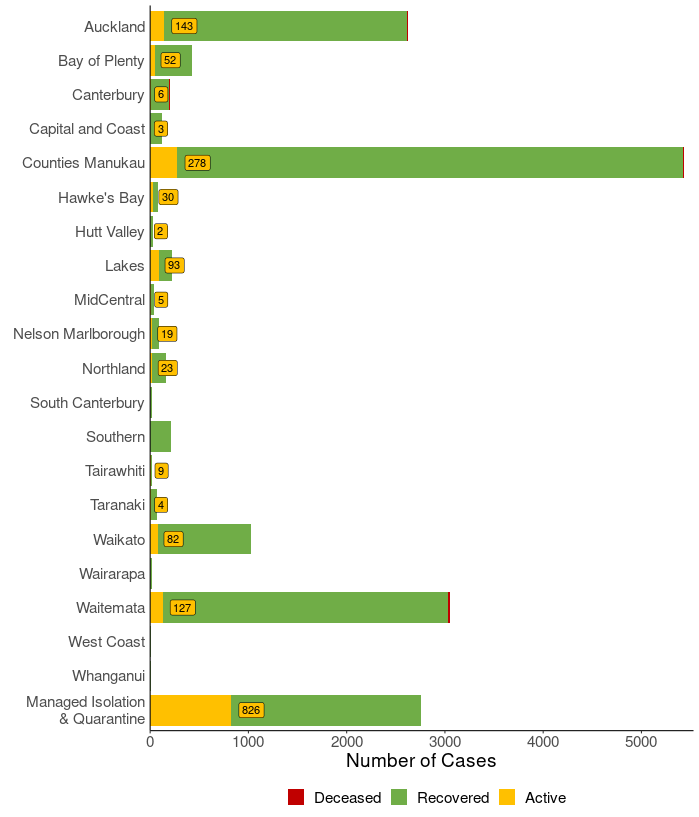 Auckland 143
Bay of Plenty 52
Canterbury 6
Capital and Coast 3
Counties Manukau 278
Hawke's Bay 30
Hutt Valley 2
Lakes 93
MidCentral 5
Nelson Marlborough 19
Northland 23
South Canterbury
Southern
Tairawhiti 9
Taranaki 4
Waikato 82
Wairarapa
Waitemata 127
West Coast
Whanganui
Managed Isolation
& Quarantine 826
0 1000 2000 3000 4000 5000
Number of Cases
Deceased Recovered Active